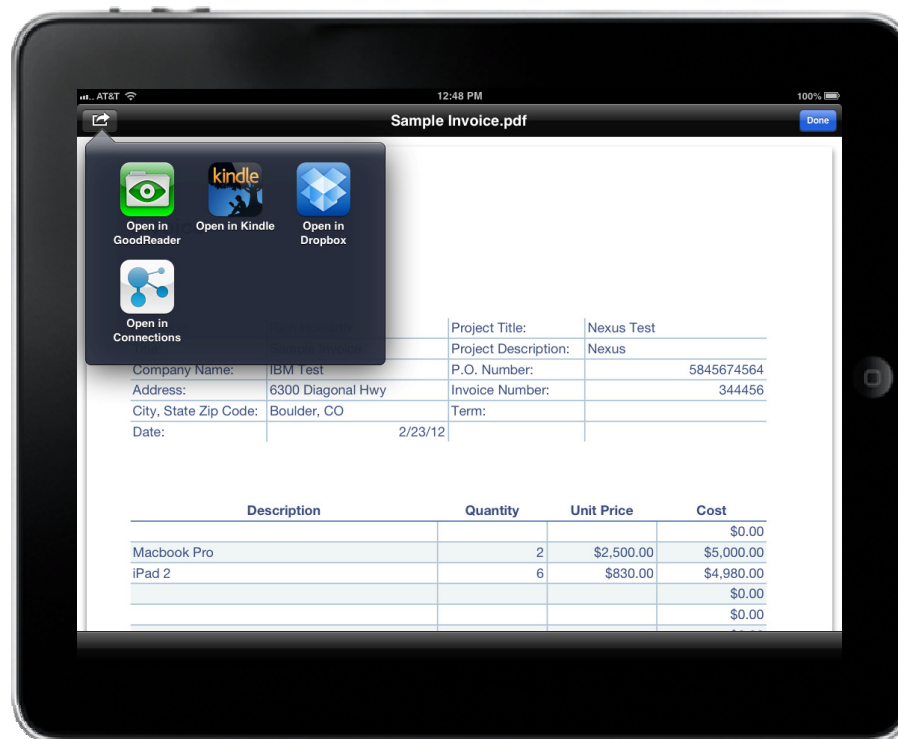 AT&T 12:48 PM 100%
Sample Invoice.pdf Done
kindle
Open in GoodReader
Open in Kindle
Open in Dropbox
Open in Connections
Project Title: Nexus Test
Project Description: Nexus
Company Name: IBM Test P.O. Number: 5845674564
Address: 6300 Diagonal Hwy Invoice Number: 344456
City, State Zip Code: Boulder, CO Term:
Date: 2/23/12
Description Quantity Unit Price Cost
$0.00
Macbook Pro 2 $2,500.00 $5,000.00
iPad 2 6 $830.00 $4,980.00
$0.00
$0.00